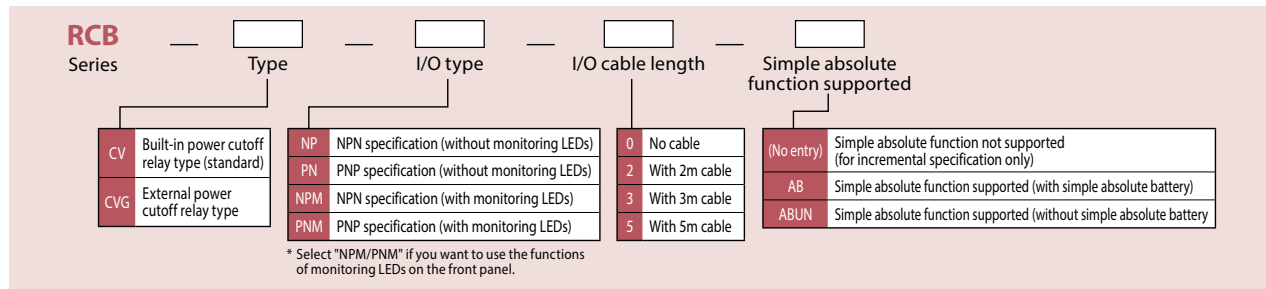 RCB — — — —
Series Type I/O type I/O cable length Simple absolute
function supported
CV Built-in power cutoff
relay type (standard)
CVG External power
cutoff relay type
NP NPN specification (without monitoring LEDs)
PN PNP specification (without monitoring LEDs)
NPM NPN specification (with monitoring LEDs)
PNM PNP specification (with monitoring LEDs)
* Select "NPM/PNM" if you want to use the functions
of monitoring LEDs on the front panel.
0 No cable
2 With 2m cable
3 With 3m cable
5 With 5m cable
(No entry) Simple absolute function not supported
(for incremental specification only)
AB Simple absolute function supported (with simple absolute battery)
ABUN Simple absolute function supported (without simple absolute battery